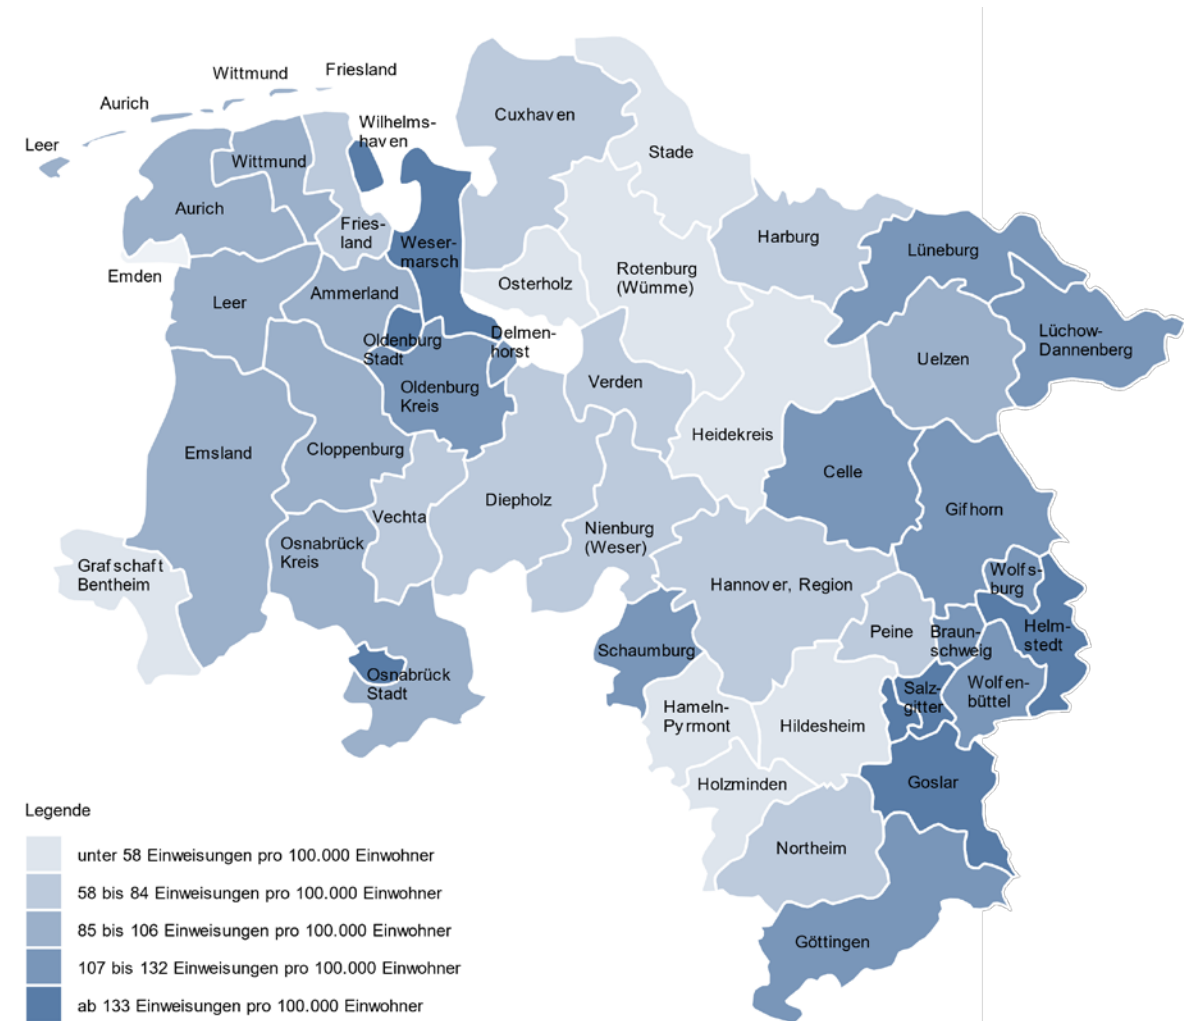 Wittmund
Friesland
Aurich
Leer
Wilhelms-
haven
Cuxhaven
Stade
Wittmund
Aurich
Fries-
land
Weser-
marsch
Harburg
Lüneburg
Emden
Osterholz
Rotenburg
(Wümme)
Leer
Ammerland
Oldenburg
Stadt
Delmen-
horst
Lüchow-
Dannenberg
Uelzen
Verden
Oldenburg
Kreis
Heidekreis
Emsland
Cloppenburg
Celle
Diepholz
Gifhorn
Vechta
Nienburg
(Weser)
Osnabrück
Kreis
Grafschaft
Bentheim
Hannover, Region
Wolfs-
burg
Peine
Braun-
schweig
Helm-
stedt
Schaumburg
Osnabrück
Stadt
Salz-
gitter
Wolfen-
büttel
Hameln-
Pyrmont
Hildesheim
Holzminden
Goslar
Northeim
Göttingen
Legende
unter 58 Einweisungen pro 100.000 Einwohner
58 bis 84 Einweisungen pro 100.000 Einwohner
85 bis 106 Einweisungen pro 100.000 Einwohner
107 bis 132 Einweisungen pro 100.000 Einwohner
ab 133 Einweisungen pro 100.000 Einwohner